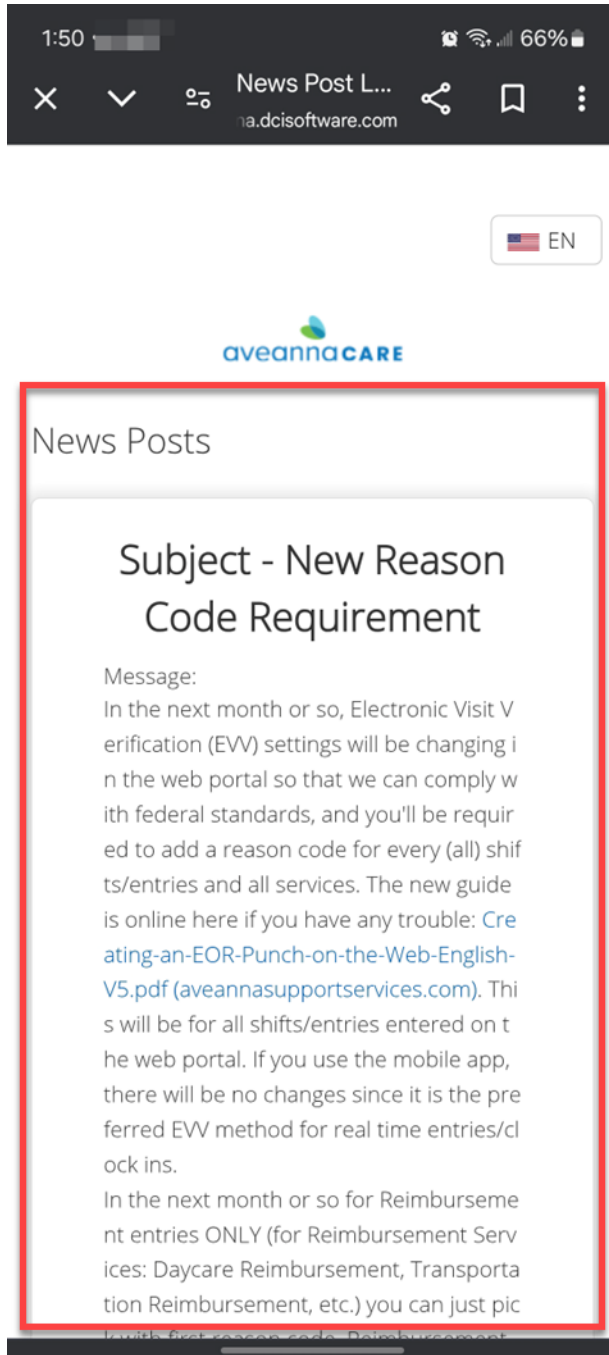 1:50
66%
News Post L...
na.dcisoftware.com
EN
aveannacare
News Posts
Subject - New Reason
Code Requirement
Message:
In the next month or so, Electronic Visit V
erification (EVV) settings will be changing i
n the web portal so that we can comply w
ith federal standards, and you'll be requir
ed to add a reason code for every (all) shif
ts/entries and all services. The new guide
is online here if you have any trouble: Cre
ating-an-EOR-Punch-on-the-Web-English-
V5.pdf (aveannasupportservices.com). Thi
s will be for all shifts/entries entered on t
he web portal. If you use the mobile app,
there will be no changes since it is the pre
ferred EVV method for real time entries/cl
ock ins.
In the next month or so for Reimburseme
nt entries ONLY (for Reimbursement Serv
ices: Daycare Reimbursement, Transporta
tion Reimbursement, etc.) you can just pic
k with first reason code, Reimbursement